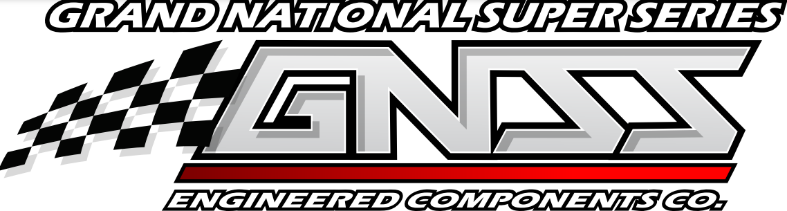 GRAND NATIONAL SUPER SERIES
GNSS
ENGINEERED COMPONENTS CO.